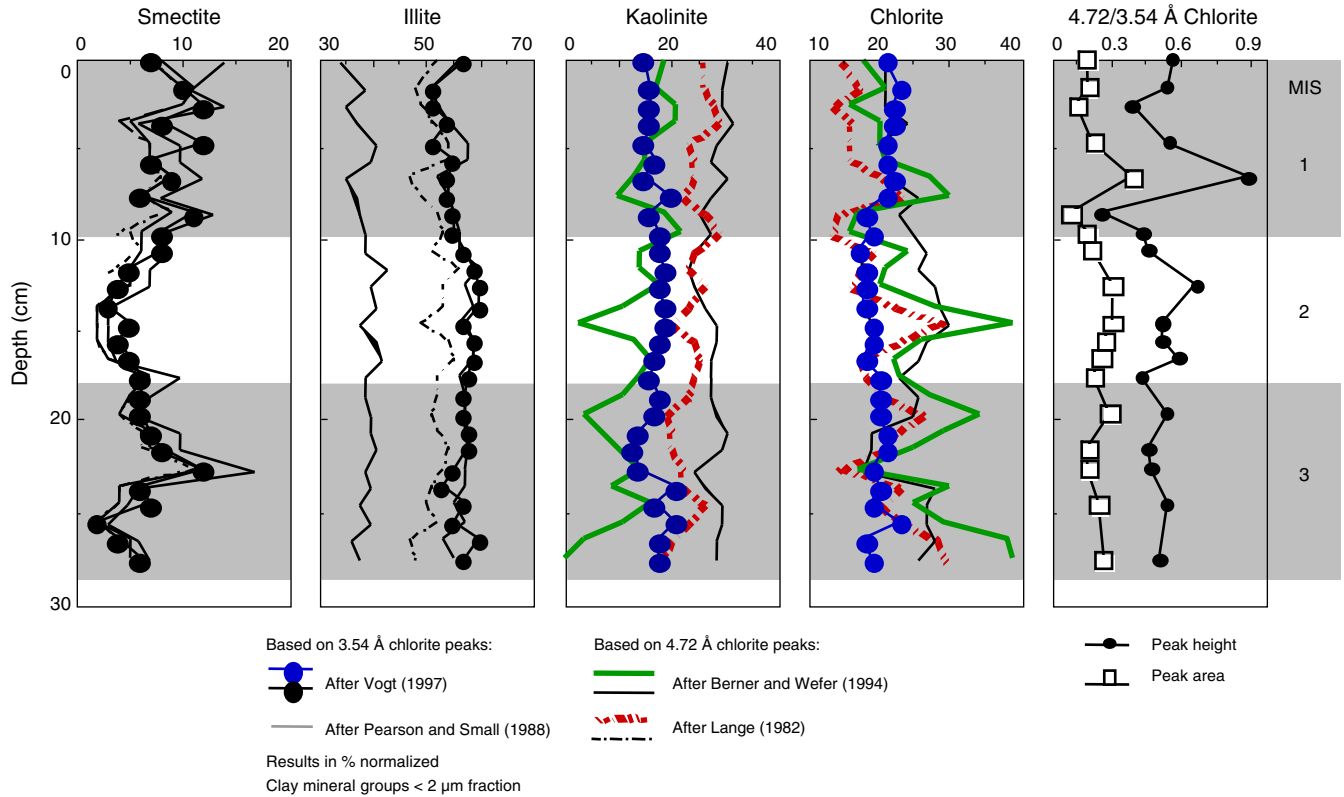 Smectite Illite Kaolinite Chlorite 4.72/3.54 Å Chlorite
0 10 20 30 50 70 0 20 40 10 20 30 40 0 0.3 0.6 0.9
0
MIS
1
10
Depth (cm)
2
20
3
30
Based on 3.54 Å chlorite peaks: Based on 4.72 Å chlorite peaks: Peak height
After Vogt (1997) After Berner and Wefer (1994) Peak area
After Pearson and Small (1988) After Lange (1982)
Results in % normalized
Clay mineral groups < 2 µm fraction